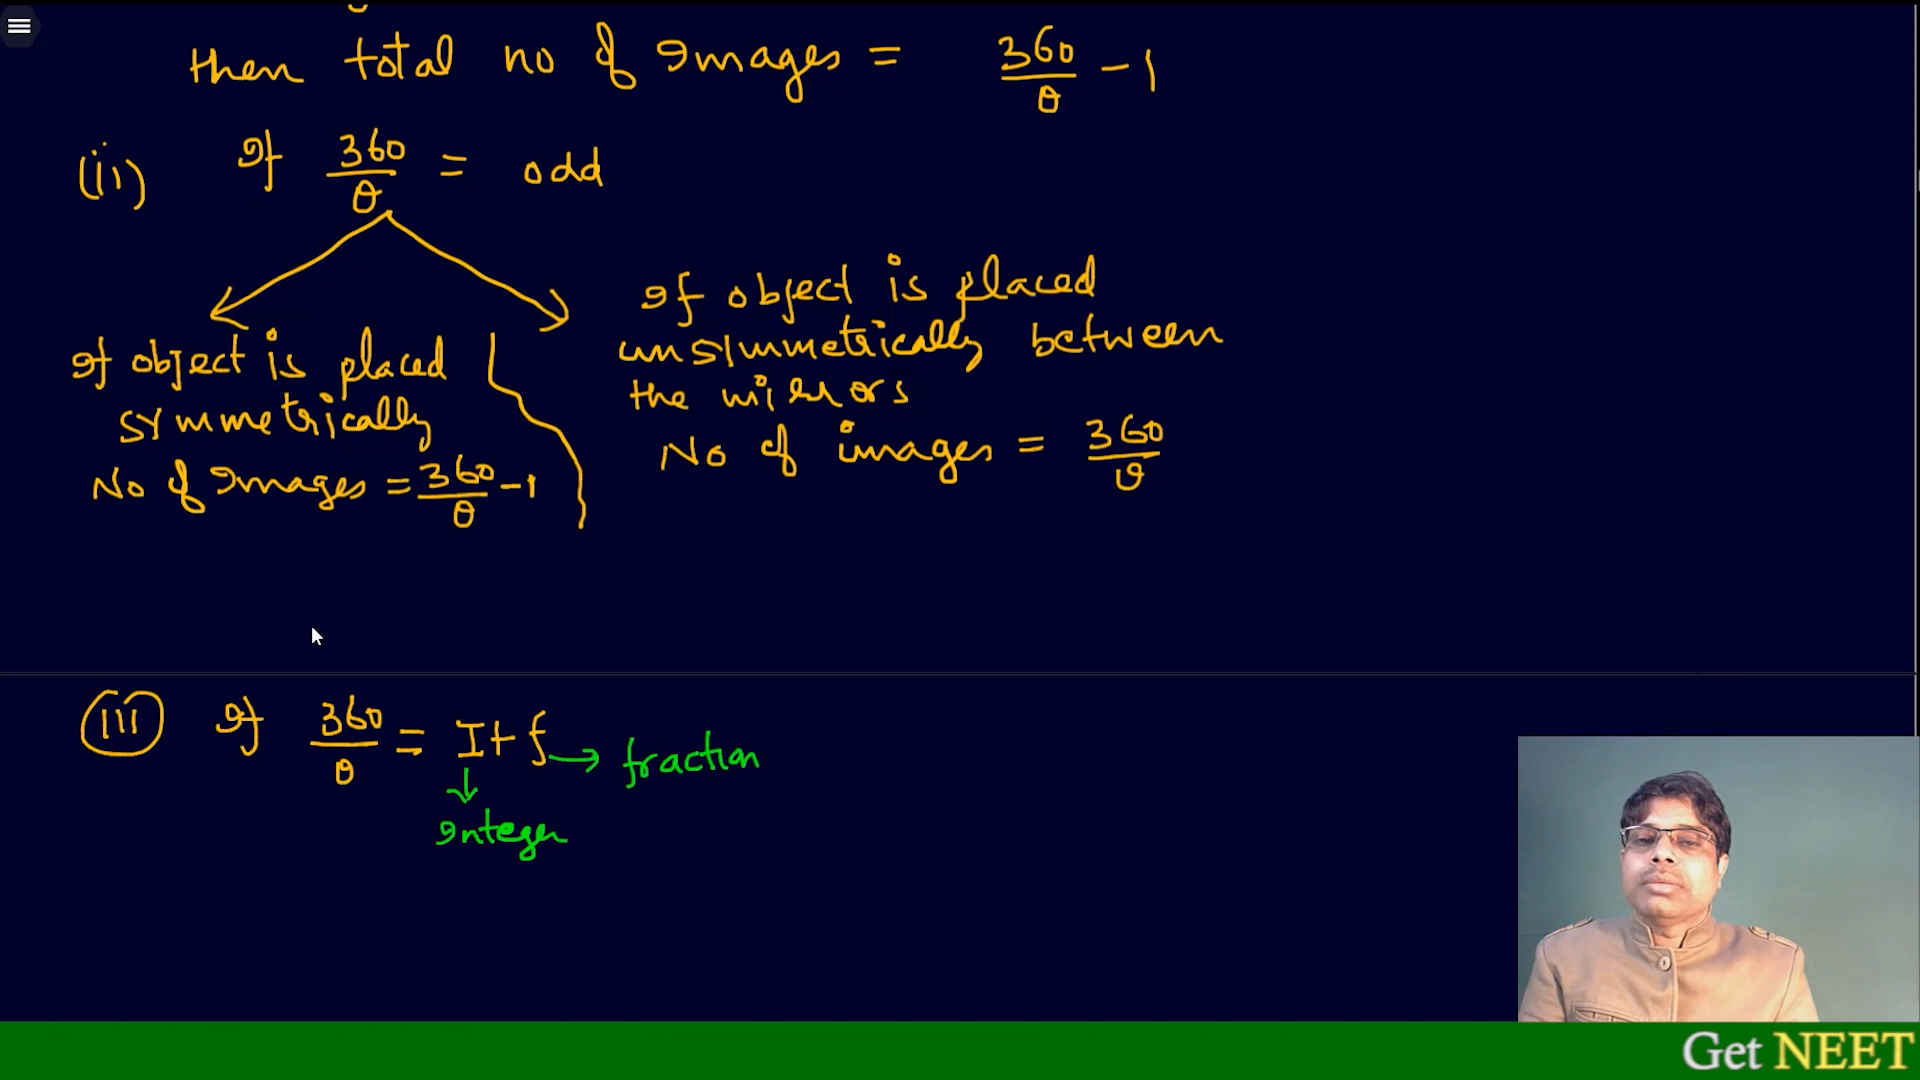 then total no of Images = 360/θ - 1
(ii) If 360/θ = odd
If object is placed
symmetrically
No of Images = 360/θ - 1
If object is placed
unsymmetrically between
the mirrors
No of images = 360/θ
(iii) If 360/θ = I + f → fraction
↓
Integer
Get NEET